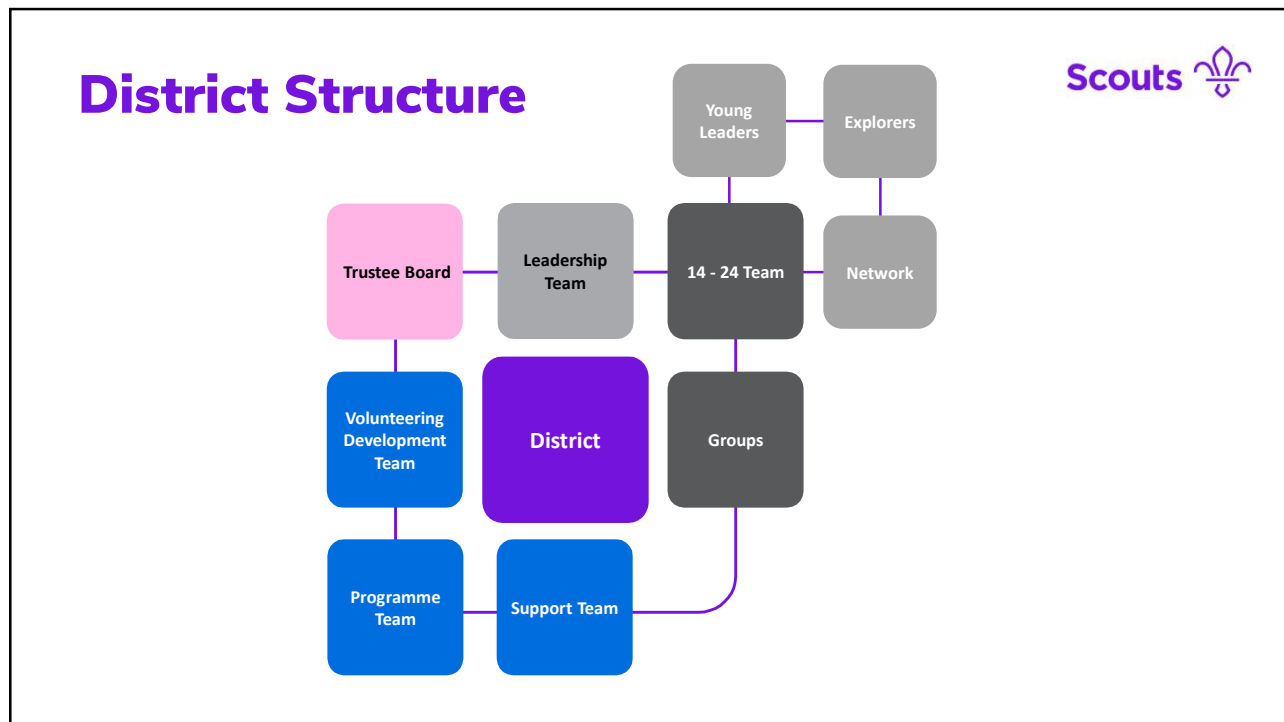 District Structure
Scouts
Young
Leaders
Explorers
Trustee Board
Leadership
Team
14 - 24 Team
Network
Volunteering
Development
Team
District
Groups
Programme
Team
Support Team